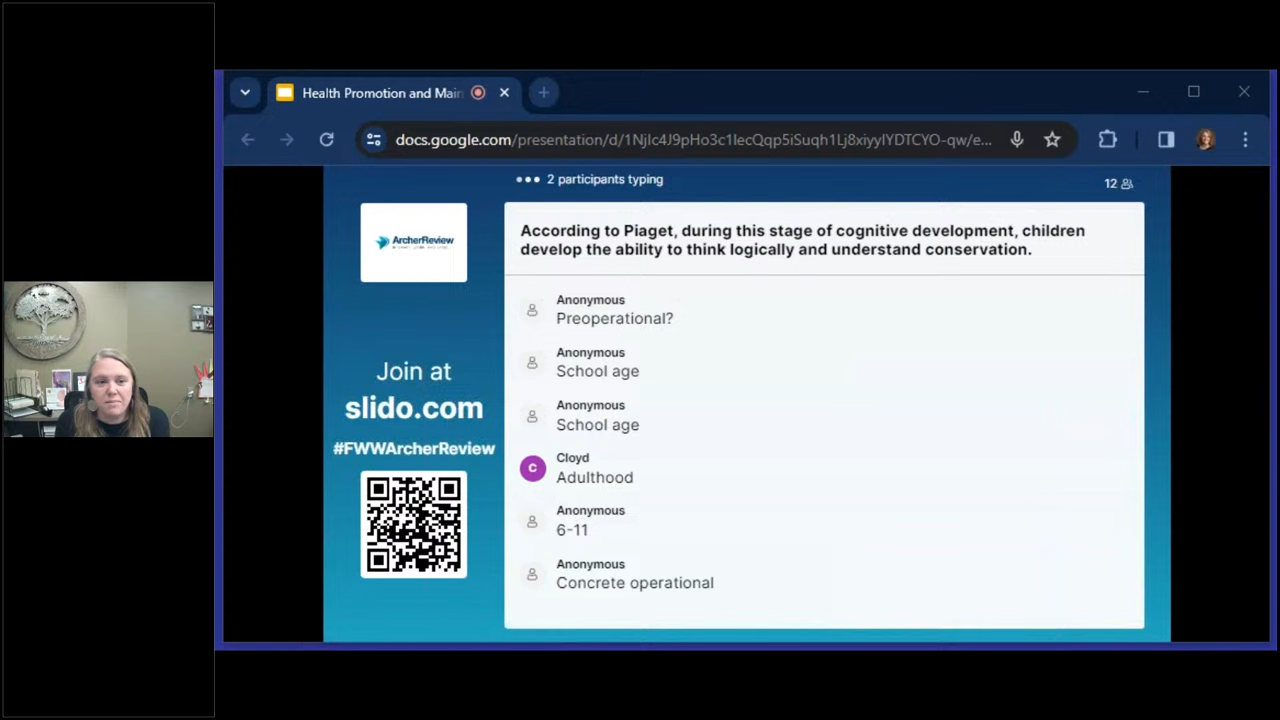 Health Promotion and Main
docs.google.com/presentation/d/1NjIc4J9pHo3c1IecQqp5iSuqh1Lj8xiyyIYDTCYO-qw/e...
2 participants typing
12
ArcherReview
Join at
slido.com
#FWWArcherReview
According to Piaget, during this stage of cognitive development, children
develop the ability to think logically and understand conservation.
Anonymous
Preoperational?
Anonymous
School age
Anonymous
School age
C
Cloyd
Adulthood
Anonymous
6-11
Anonymous
Concrete operational